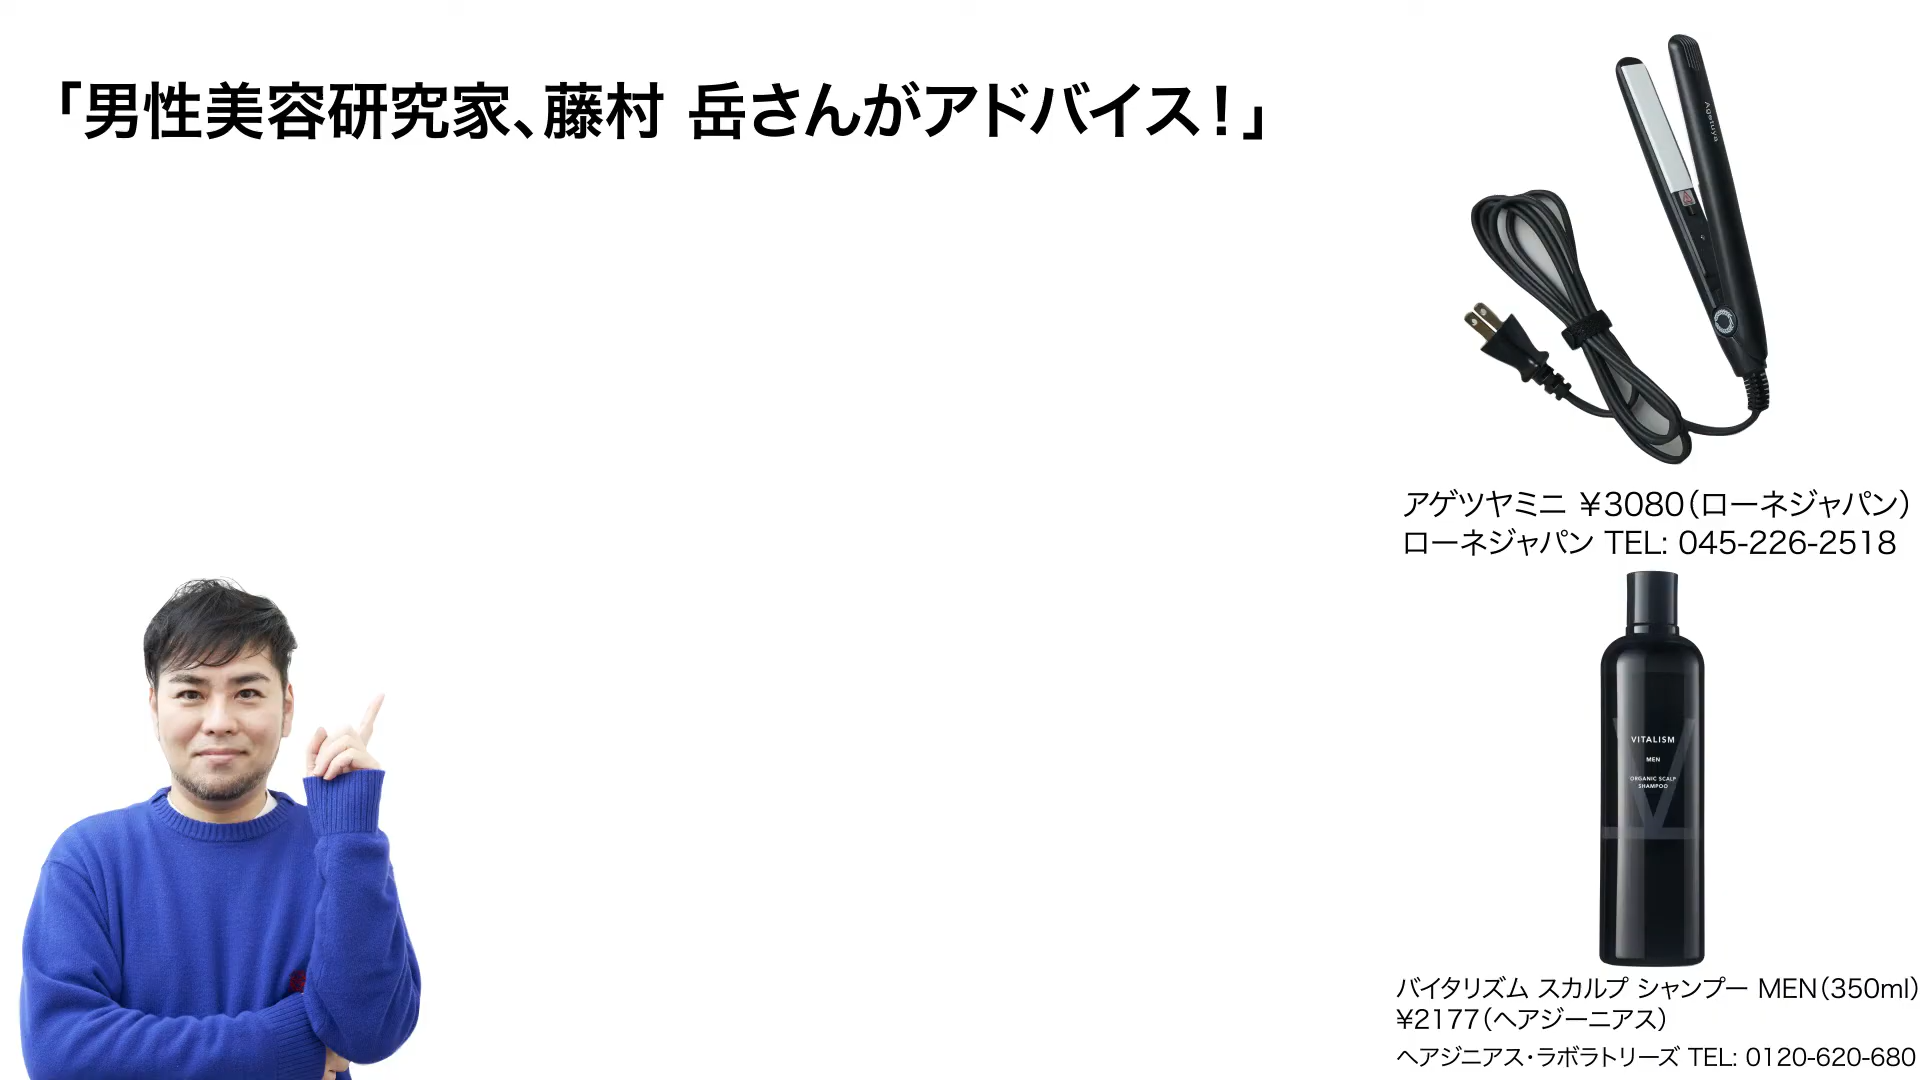 「男性美容研究家、藤村 岳さんがアドバイス！」
Agetuya
アゲツヤミニ ￥3080（ローネジャパン）
ローネジャパン TEL: 045-226-2518
VITALISM
MEN
ORGANIC SCALP
SHAMPOO
バイタリズム スカルプ シャンプー MEN（350ml）
¥2177（ヘアジーニアス）
ヘアジニアス・ラボラトリーズ TEL: 0120-620-680